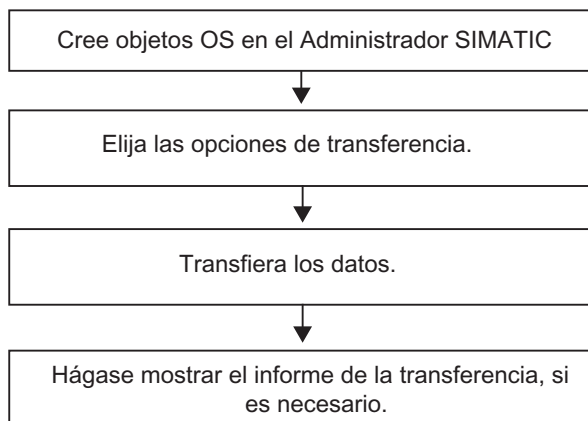 Cree objetos OS en el Administrador SIMATIC
Elija las opciones de transferencia.
Transfiera los datos.
Hágase mostrar el informe de la transferencia, si
es necesario.